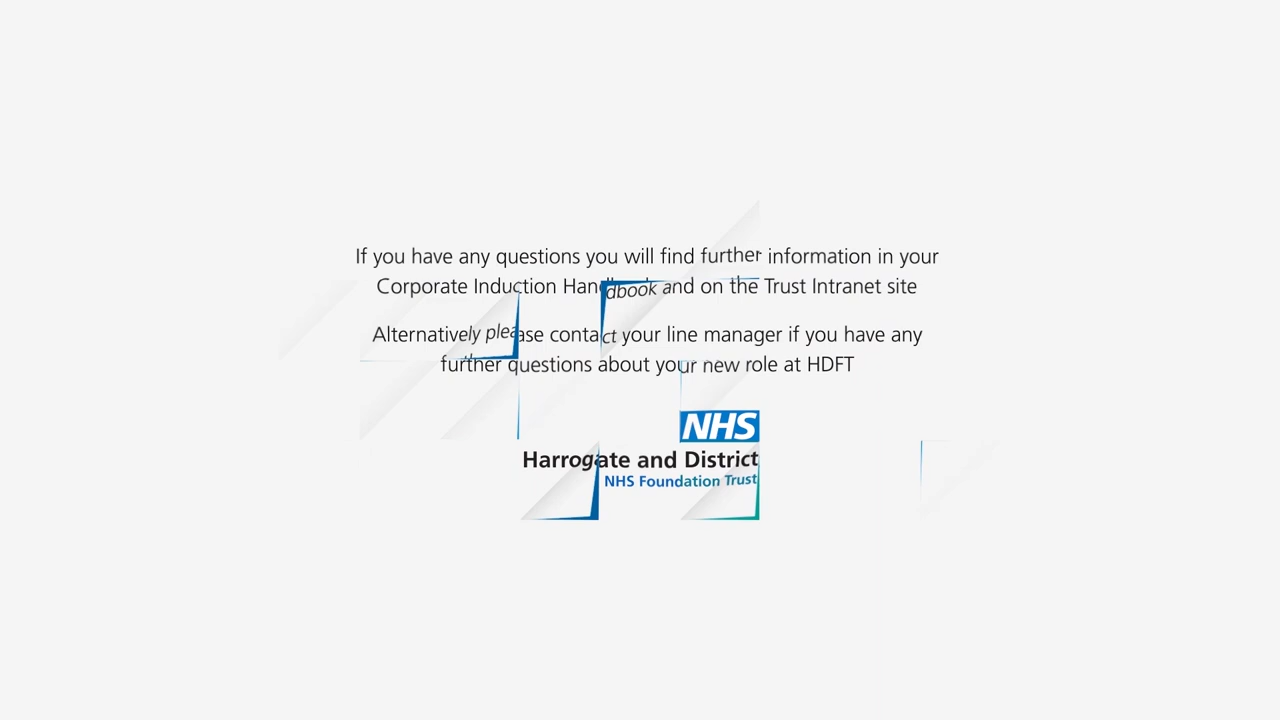 If you have any questions you will find further information in your
Corporate Induction Handbook and on the Trust Intranet site
Alternatively please contact your line manager if you have any
further questions about your new role at HDFT
NHS
Harrogate and District
NHS Foundation Trust